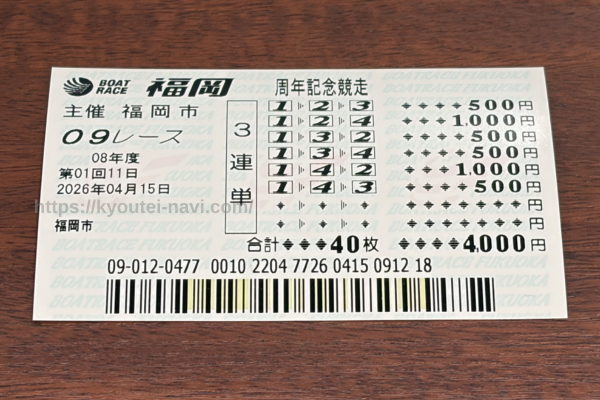 BOAT RACE 福岡 周年記念競走
主催 福岡市
09レース
08年度
第01回11日
2026年04月15日
https://kyoutei-navi.com/
福岡市
3連単
1 2 3 500円
1 2 4 1,000円
1 3 2 500円
1 3 4 500円
1 4 2 1,000円
1 4 3 500円
円
円
合計 40枚 4,000円
09-012-0477 0010 2204 7726 0415 0912 18